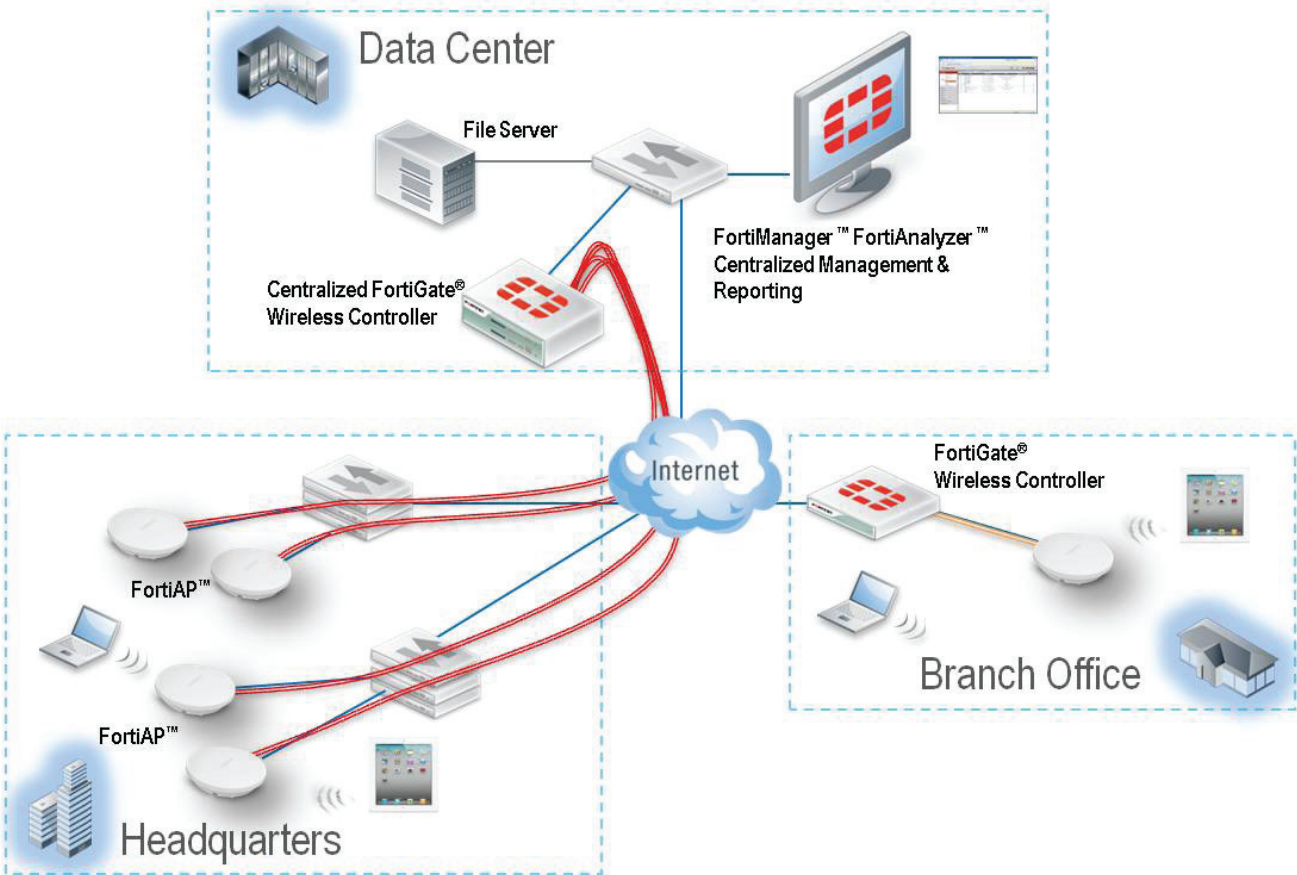 Data Center
File Server
FortiManager™ FortiAnalyzer™
Centralized Management &
Reporting
Centralized FortiGate®
Wireless Controller
Internet
FortiGate®
Wireless Controller
FortiAP™
Branch Office
FortiAP™
Headquarters